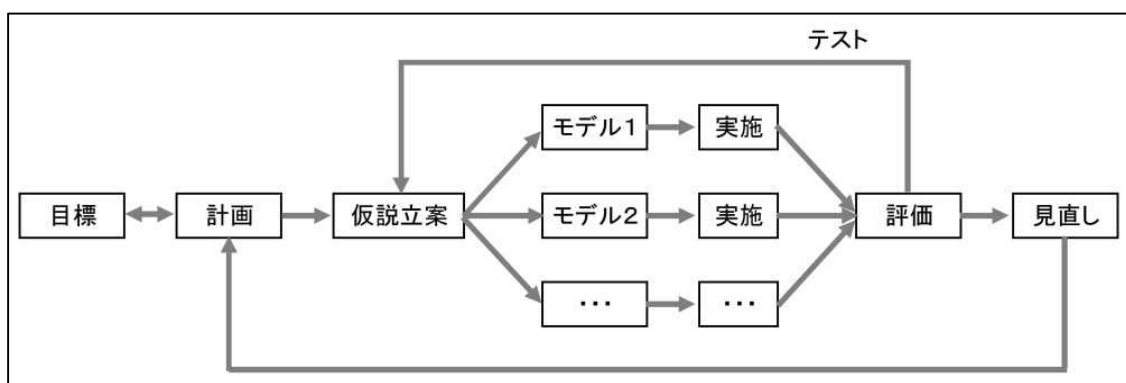 テスト
モデル1
実施
目標
計画
仮説立案
モデル2
実施
評価
見直し
・・・
・・・